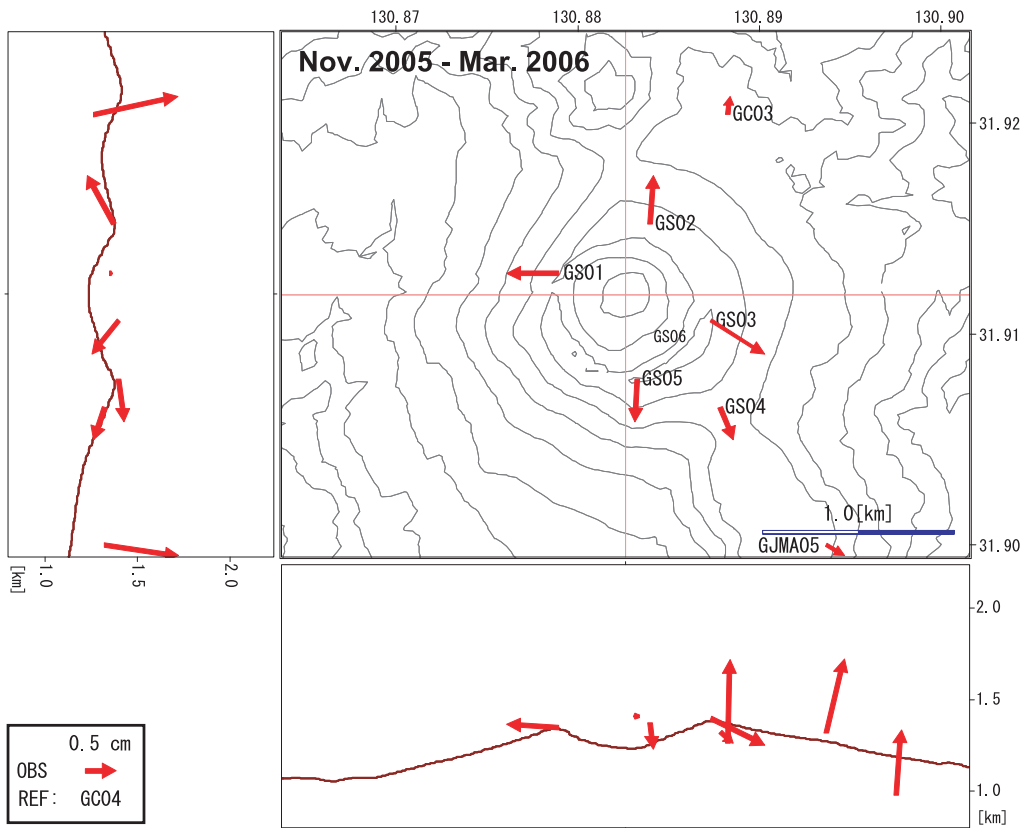 130.87 130.88 130.89 130.90
Nov. 2005 - Mar. 2006
GC03
31.92
GS02
GS01
GS03
31.91
GS06
GS05
GS04
1.0[km]
GJMA05
31.90
1.0 1.5 2.0
[km]
2.0
1.5
1.0
[km]
0.5 cm
OBS
REF: GC04